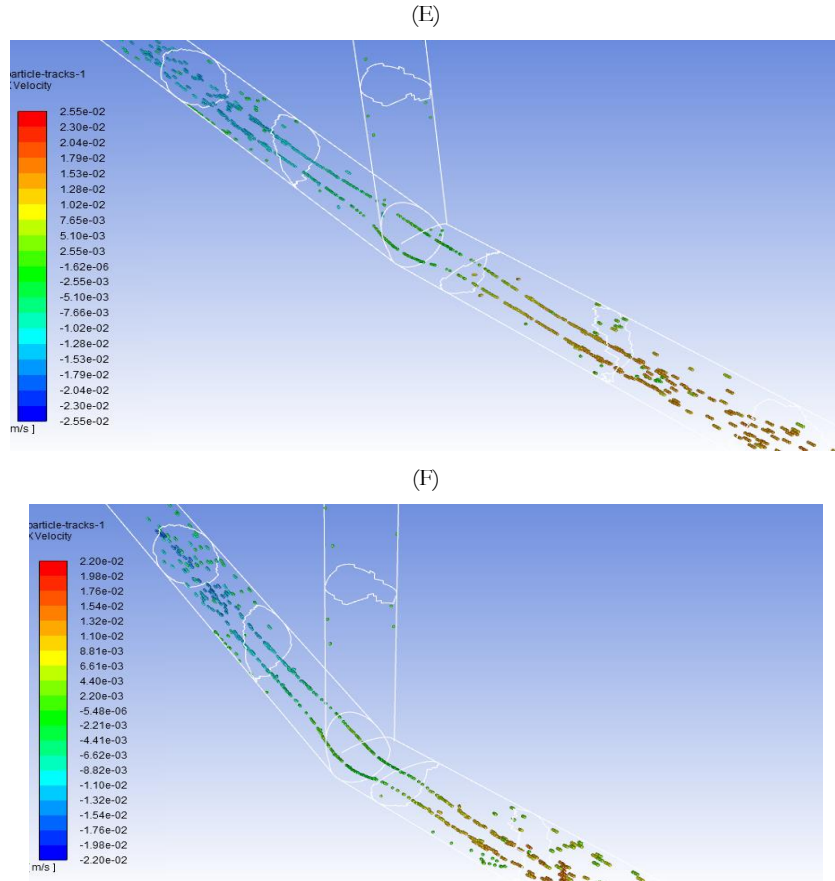 (E)
particle-tracks-1
X Velocity
2.55e-02
2.30e-02
2.04e-02
1.79e-02
1.53e-02
1.28e-02
1.02e-02
7.65e-03
5.10e-03
2.55e-03
-1.62e-06
-2.55e-03
-5.10e-03
-7.66e-03
-1.02e-02
-1.28e-02
-1.53e-02
-1.79e-02
-2.04e-02
-2.30e-02
-2.55e-02
m/s ]
(F)
particle-tracks-1
X Velocity
2.20e-02
1.98e-02
1.76e-02
1.54e-02
1.32e-02
1.10e-02
8.81e-03
6.61e-03
4.40e-03
2.20e-03
-5.48e-06
-2.21e-03
-4.41e-03
-6.62e-03
-8.82e-03
-1.10e-02
-1.32e-02
-1.54e-02
-1.76e-02
-1.98e-02
-2.20e-02
m/s ]